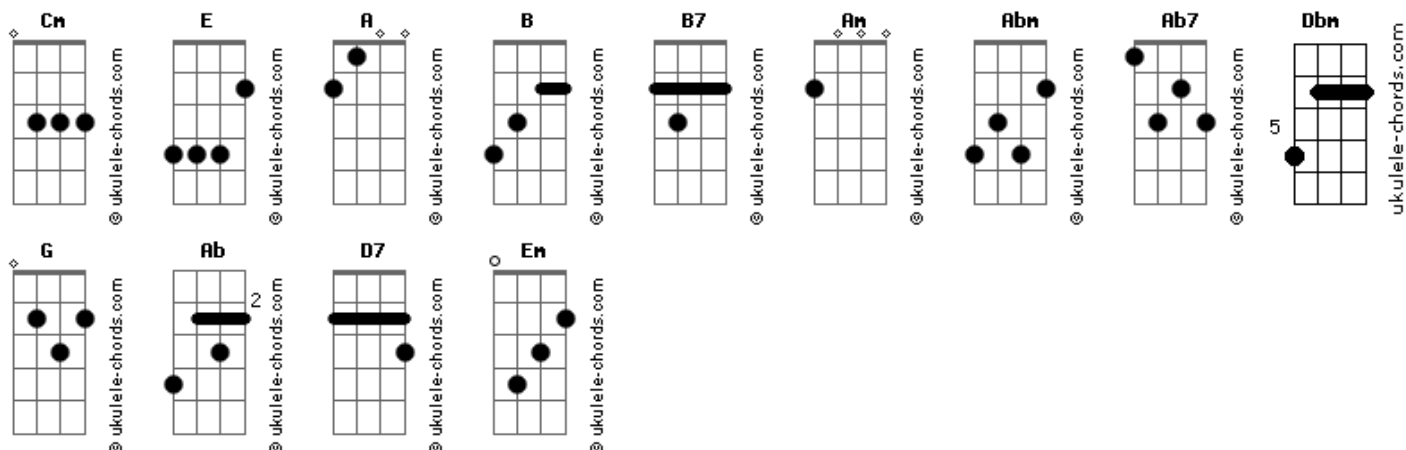 Cm E A B B7 Am Abm Ab7 Dbm
© ukulele-chords.com © ukulele-chords.com © ukulele-chords.com © ukulele-chords.com © ukulele-chords.com © ukulele-chords.com © ukulele-chords.com © ukulele-chords.com ukulele-chords.com
5
G Ab D7 Em
2
© ukulele-chords.com © ukulele-chords.com © ukulele-chords.com © ukulele-chords.com